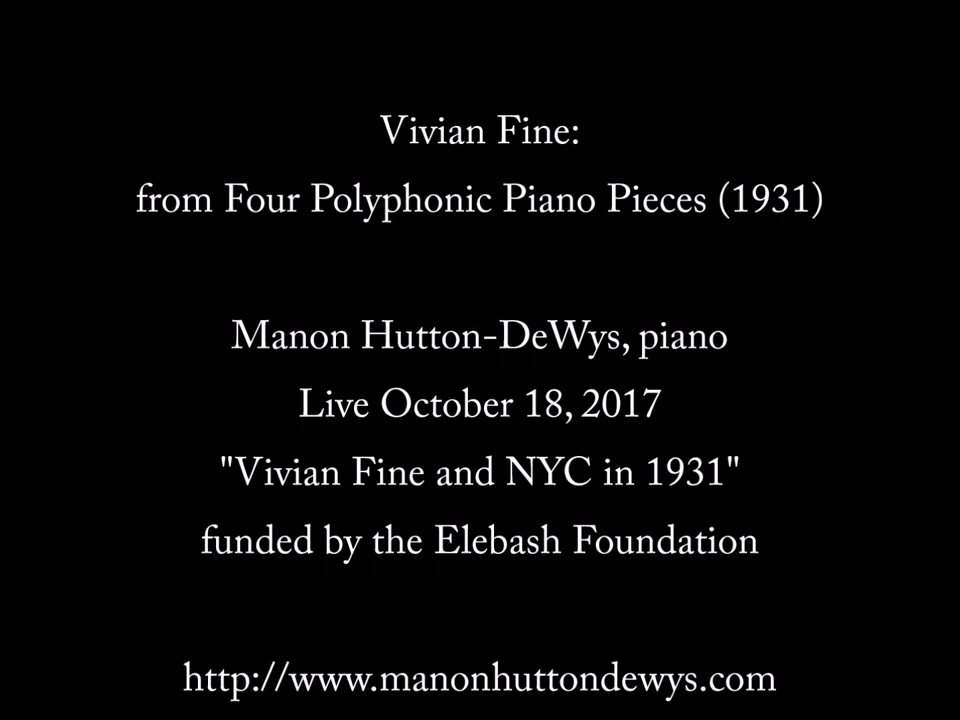 Vivian Fine:
from Four Polyphonic Piano Pieces (1931)
Manon Hutton-DeWys, piano
Live October 18, 2017
"Vivian Fine and NYC in 1931"
funded by the Elebash Foundation
http://www.manonhuttondewys.com